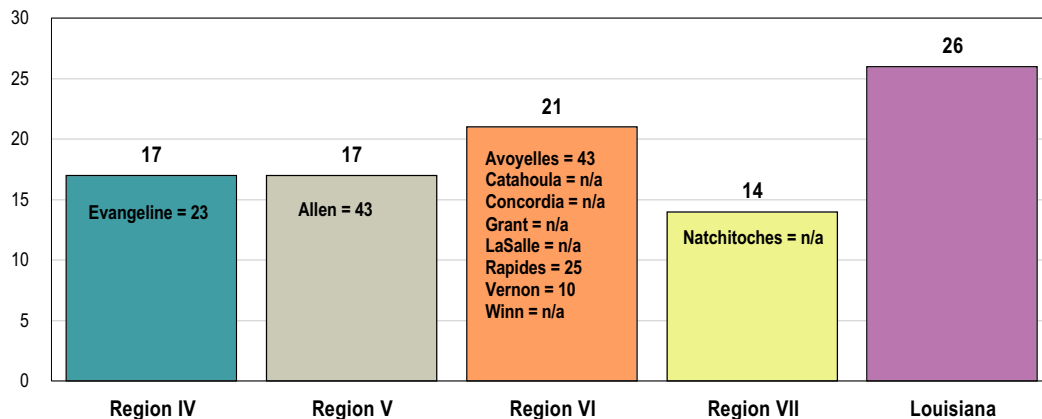 30
25
20
15
10
5
0
17
17
21
14
26
Evangeline = 23
Allen = 43
Avoyelles = 43
Catahoula = n/a
Concordia = n/a
Grant = n/a
LaSalle = n/a
Rapides = 25
Vernon = 10
Winn = n/a
Natchitoches = n/a
Region IV
Region V
Region VI
Region VII
Louisiana